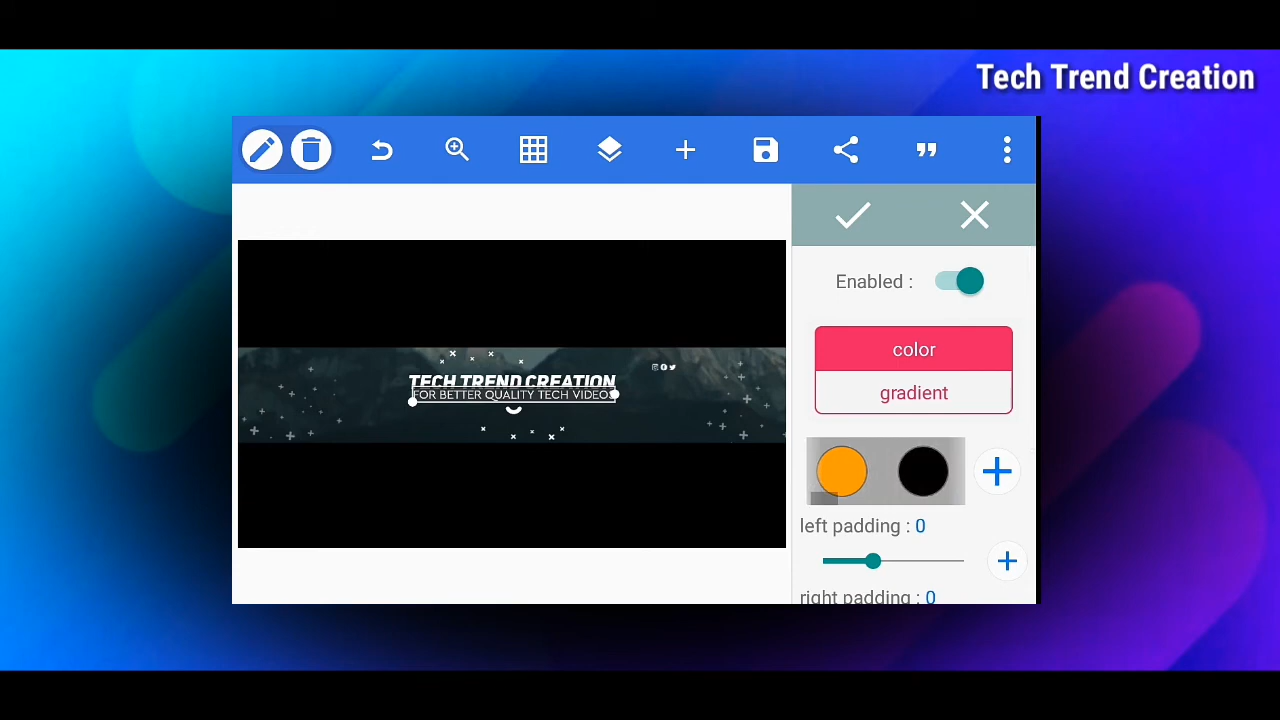 Tech Trend Creation
Enabled :
color
gradient
TECH TREND CREATION
FOR BETTER QUALITY TECH VIDEOS
left padding : 0
right padding : 0